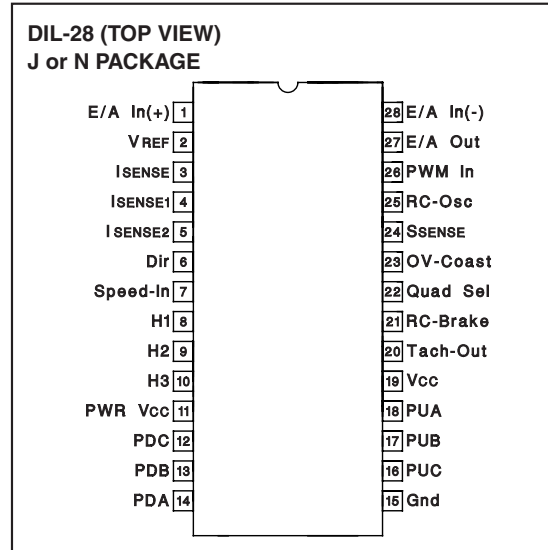 DIL-28 (TOP VIEW)
J or N PACKAGE
E/A In(+) 1 28 E/A In(-)
VREF 2 27 E/A Out
ISENSE 3 26 PWM In
ISENSE1 4 25 RC-Osc
ISENSE2 5 24 SSENSE
Dir 6 23 OV-Coast
Speed-In 7 22 Quad Sel
H1 8 21 RC-Brake
H2 9 20 Tach-Out
H3 10 19 Vcc
PWR Vcc 11 18 PUA
PDC 12 17 PUB
PDB 13 16 PUC
PDA 14 15 Gnd